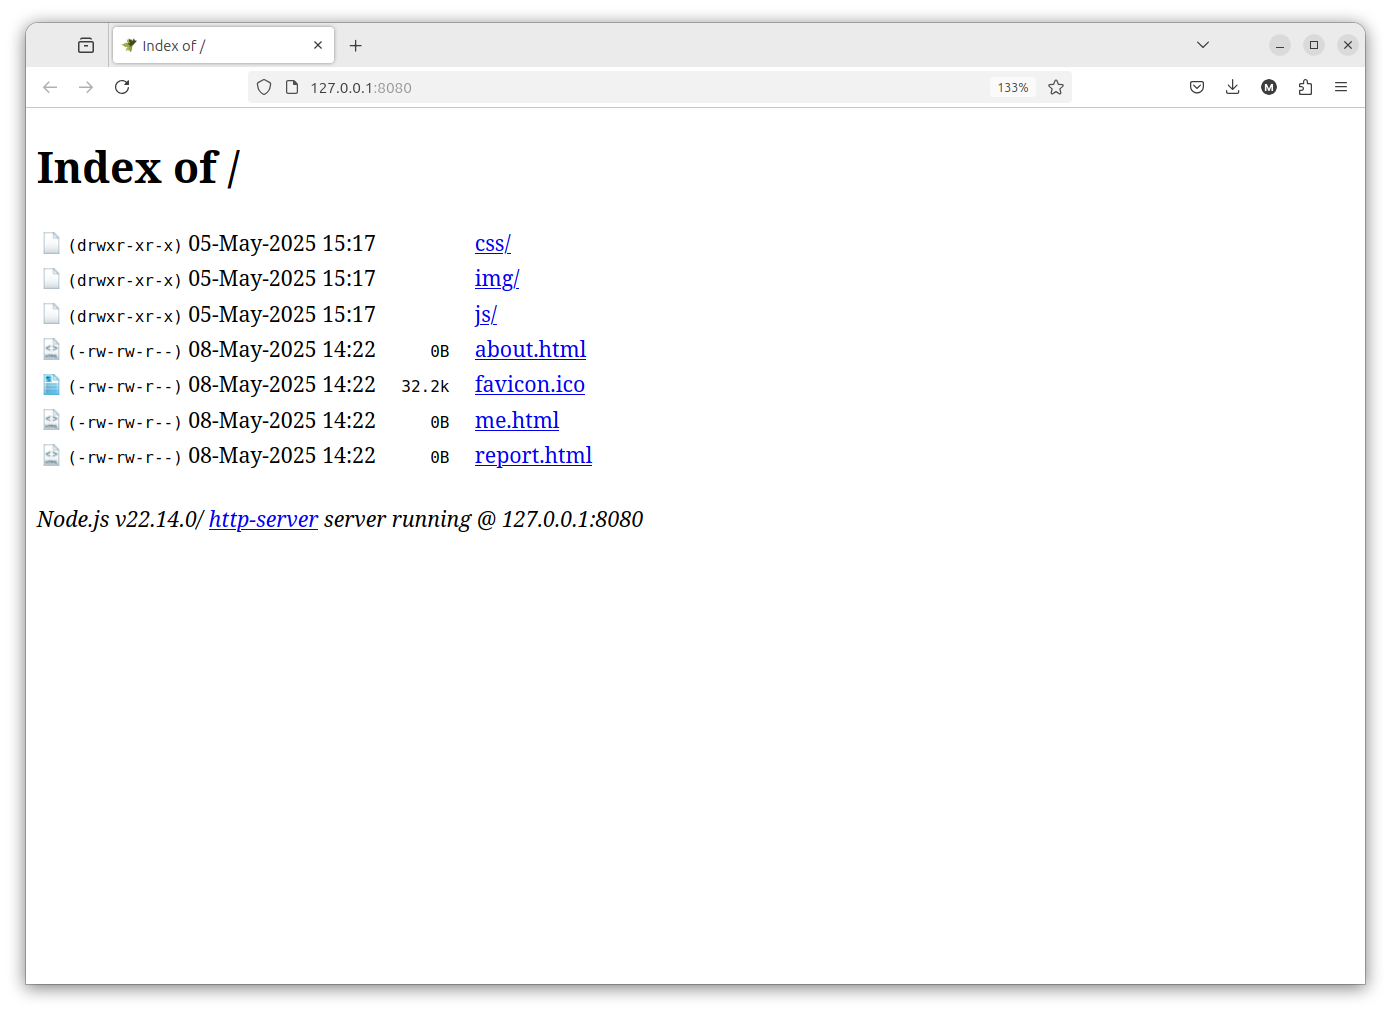 Index of /
127.0.0.1:8080 133% M
Index of /
(drwxr-xr-x) 05-May-2025 15:17 css/
(drwxr-xr-x) 05-May-2025 15:17 img/
(drwxr-xr-x) 05-May-2025 15:17 js/
(-rw-rw-r--) 08-May-2025 14:22 0B about.html
(-rw-rw-r--) 08-May-2025 14:22 32.2k favicon.ico
(-rw-rw-r--) 08-May-2025 14:22 0B me.html
(-rw-rw-r--) 08-May-2025 14:22 0B report.html
Node.js v22.14.0/ http-server server running @ 127.0.0.1:8080